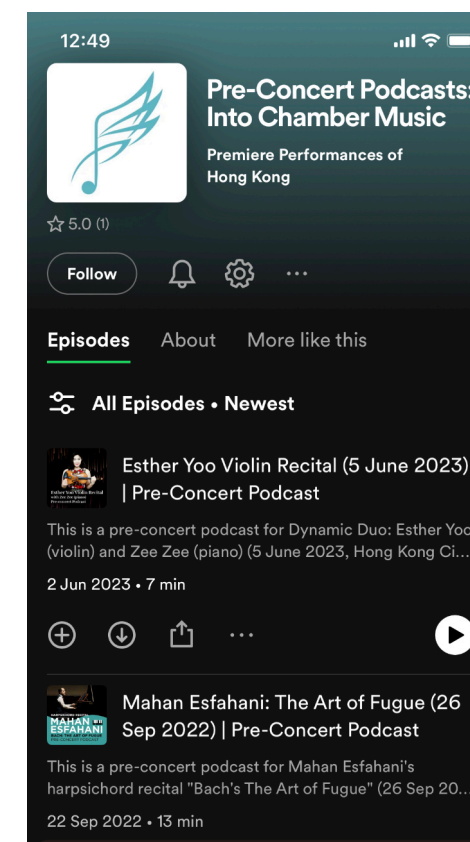 12:49
Pre-Concert Podcasts:
Into Chamber Music
Premiere Performances of
Hong Kong
5.0 (1)
Follow
Episodes About More like this
All Episodes • Newest
Esther Yoo Violin Recital (5 June 2023)
| Pre-Concert Podcast
This is a pre-concert podcast for Dynamic Duo: Esther Yoo
(violin) and Zee Zee (piano) (5 June 2023, Hong Kong Ci...
2 Jun 2023 • 7 min
MAHAN
ESFAHANI
Mahan Esfahani: The Art of Fugue (26
Sep 2022) | Pre-Concert Podcast
This is a pre-concert podcast for Mahan Esfahani's
harpsichord recital "Bach's The Art of Fugue" (26 Sep 20...
22 Sep 2022 • 13 min